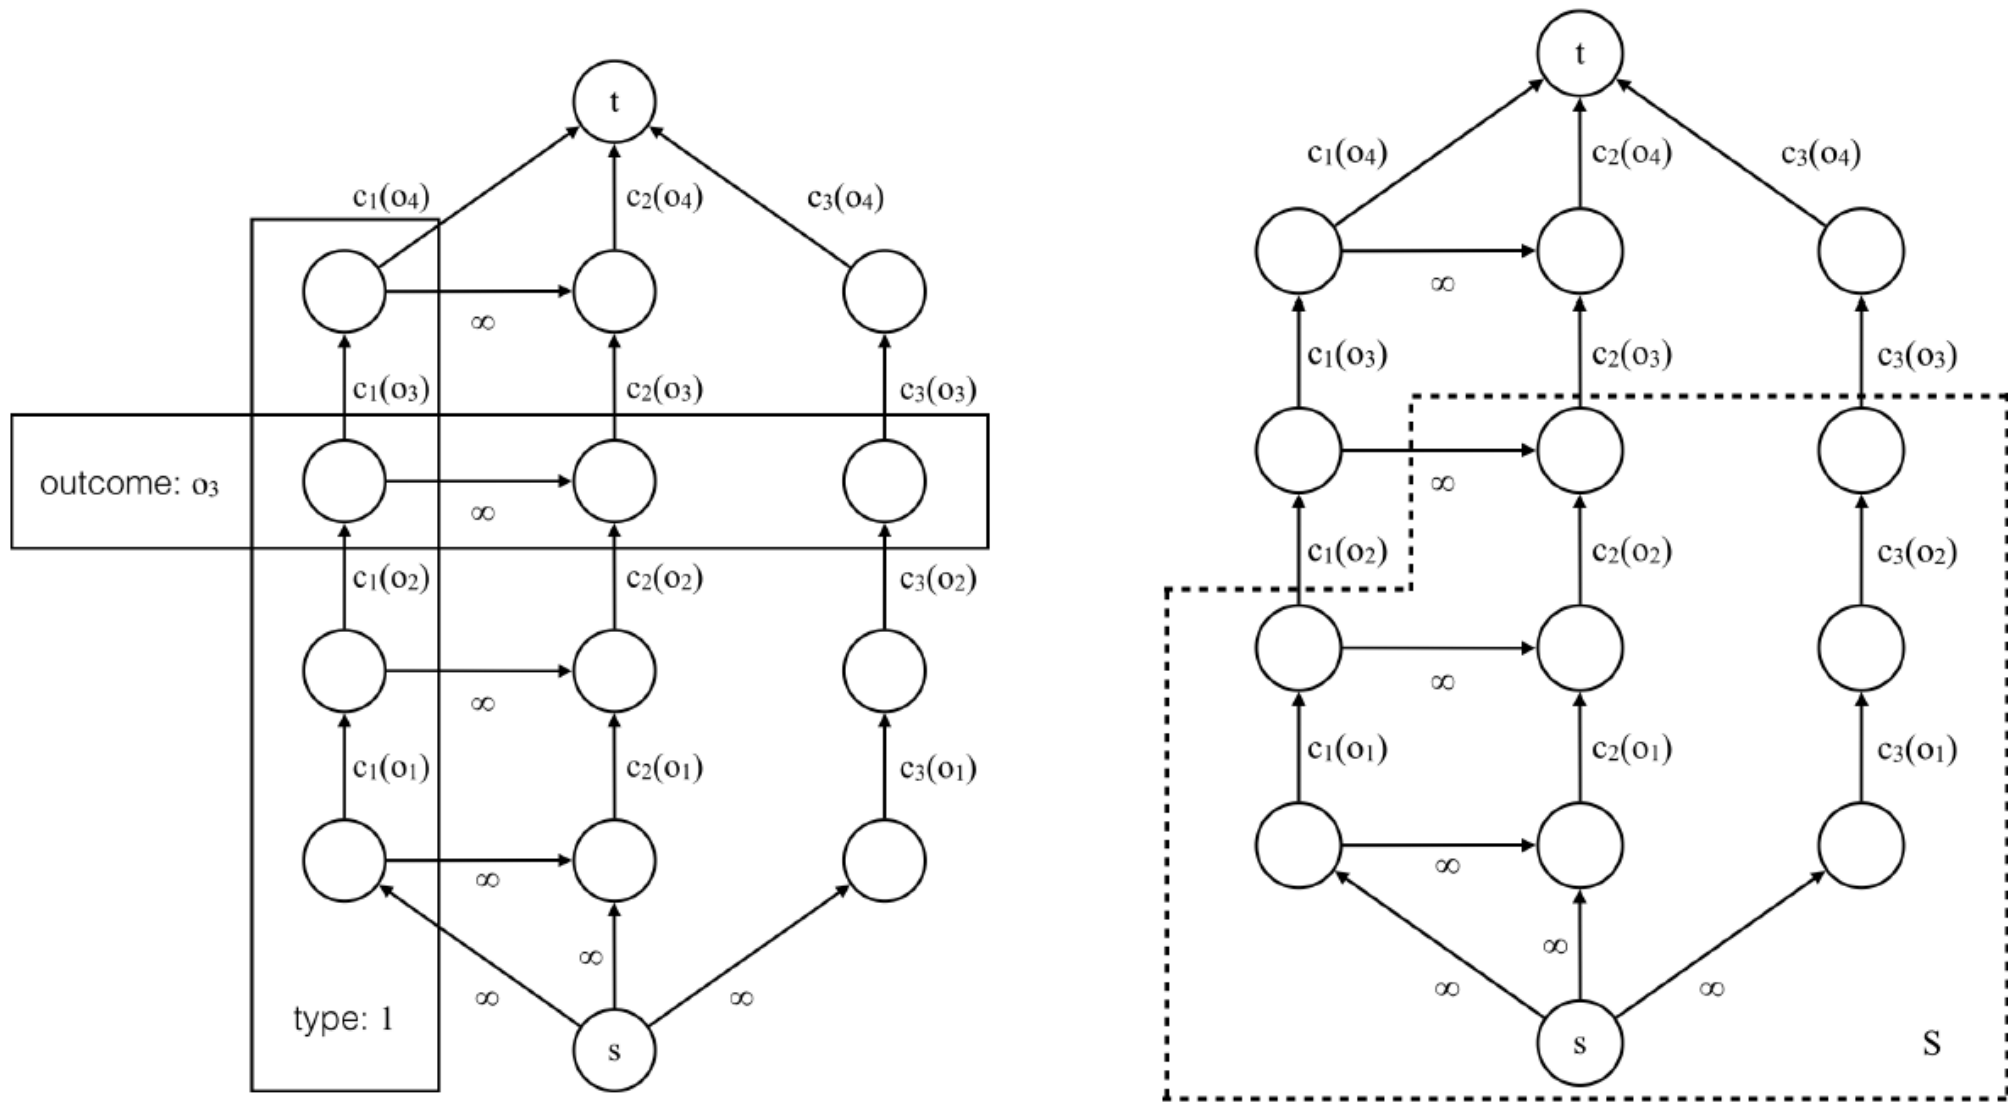 t
c₁(o₄) c₂(o₄) c₃(o₄)
∞
c₁(o₃) c₂(o₃) c₃(o₃)
outcome: o₃
∞
c₁(o₂) c₂(o₂) c₃(o₂)
∞
c₁(o₁) c₂(o₁) c₃(o₁)
∞
∞
∞ ∞
type: 1
s
t
c₁(o₄) c₂(o₄) c₃(o₄)
∞
c₁(o₃) c₂(o₃) c₃(o₃)
∞
c₁(o₂) c₂(o₂) c₃(o₂)
∞
c₁(o₁) c₂(o₁) c₃(o₁)
∞
∞
∞ ∞
s S